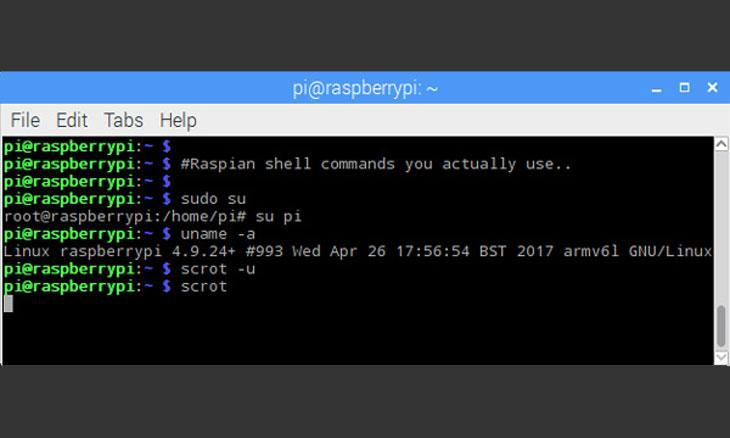 pi@raspberrypi: ~
File Edit Tabs Help
pi@raspberrypi:~ $
pi@raspberrypi:~ $ #Raspian shell commands you actually use..
pi@raspberrypi:~ $
pi@raspberrypi:~ $ sudo su
root@raspberrypi:/home/pi# su pi
pi@raspberrypi:~ $ uname -a
Linux raspberrypi 4.9.24+ #993 Wed Apr 26 17:56:54 BST 2017 armv6l GNU/Linux
pi@raspberrypi:~ $ scrot -u
pi@raspberrypi:~ $ scrot